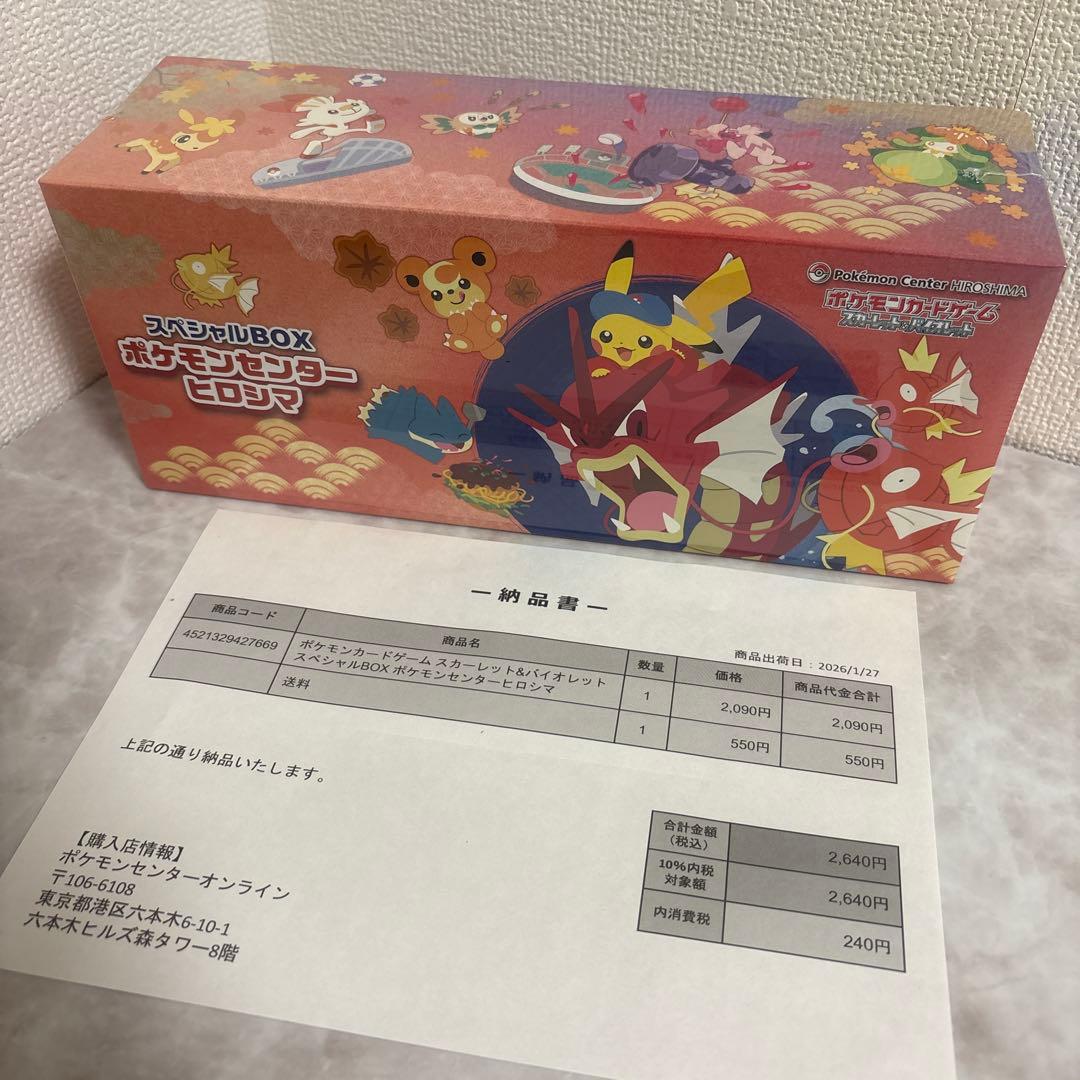 Pokémon Center HIROSHIMA
ポケモンカードゲーム
スカーレット&バイオレット
スペシャルBOX
ポケモンセンター
ヒロシマ
ー納品書ー
商品出荷日：2026/1/27
商品コード 商品名 数量 価格 商品代金合計
4521329427669 ポケモンカードゲーム スカーレット&バイオレット
スペシャルBOX ポケモンセンターヒロシマ 1 2,090円 2,090円
送料 1 550円 550円
上記の通り納品いたします。
合計金額
（税込） 2,640円
10%内税
対象額 2,640円
内消費税 240円
【購入店情報】
ポケモンセンターオンライン
〒106-6108
東京都港区六本木6-10-1
六本木ヒルズ森タワー8階